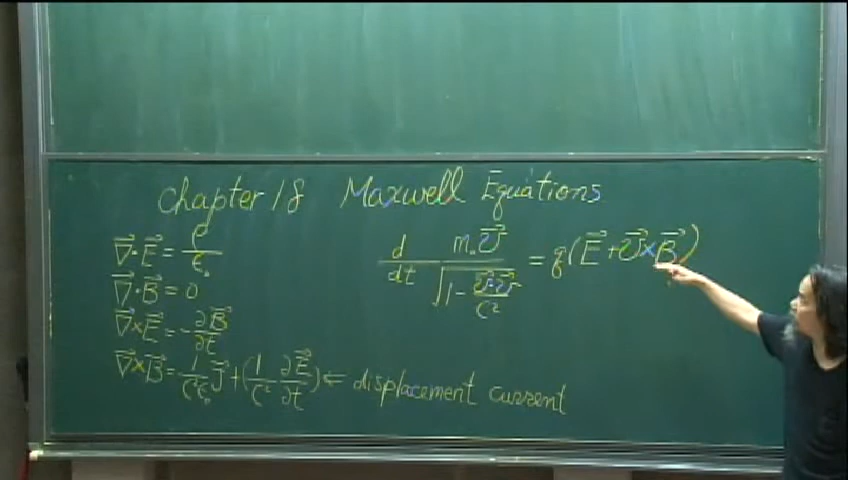 Chapter 18 Maxwell Equations
∇⃗·E⃗ = ρ/ε₀
∇⃗·B⃗ = 0
∇⃗×E⃗ = -∂B⃗/∂t
∇⃗×B⃗ = 1/(c²ε₀) J⃗ + (1/c² ∂E⃗/∂t) ← displacement current
d/dt m₀v⃗/√(1 - v⃗·v⃗/c²) = q(E⃗ + v⃗×B⃗)